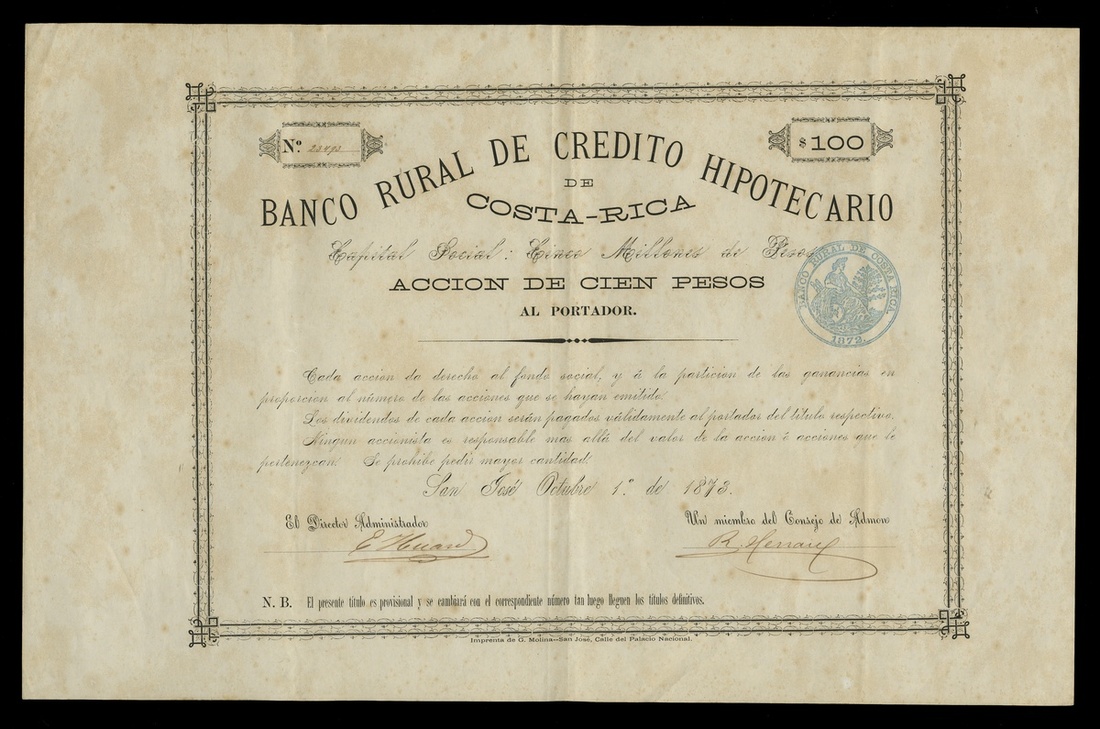 Nº 23493
$ 100
BANCO RURAL DE CREDITO HIPOTECARIO
DE
COSTA-RICA
Capital Social: Cinco Millones de Pesos
ACCION DE CIEN PESOS
AL PORTADOR.
BANCO RURAL DE COSTA RICA.
1872.
Cada accion da derecho al fondo social, y á la particion de las ganancias en
proporcion al número de las acciones que se hayan emitido.
Los dividendos de cada accion serán pagados válidamente al portador del título respectivo.
Ningun accionista es responsable mas allá del valor de la accion ó acciones que le
pertenezcan. Se prohibe pedir mayor cantidad.
San José Octubre 1.º de 1873.
El Director Administrador
Un miembro del Consejo de Admon
E Huard
N. B. El presente titulo es provisional y se cambiará con el correspondiente número tan luego lleguen los titulos definitivos.
Imprenta de G. Molina—San José, Calle del Palacio Nacional.